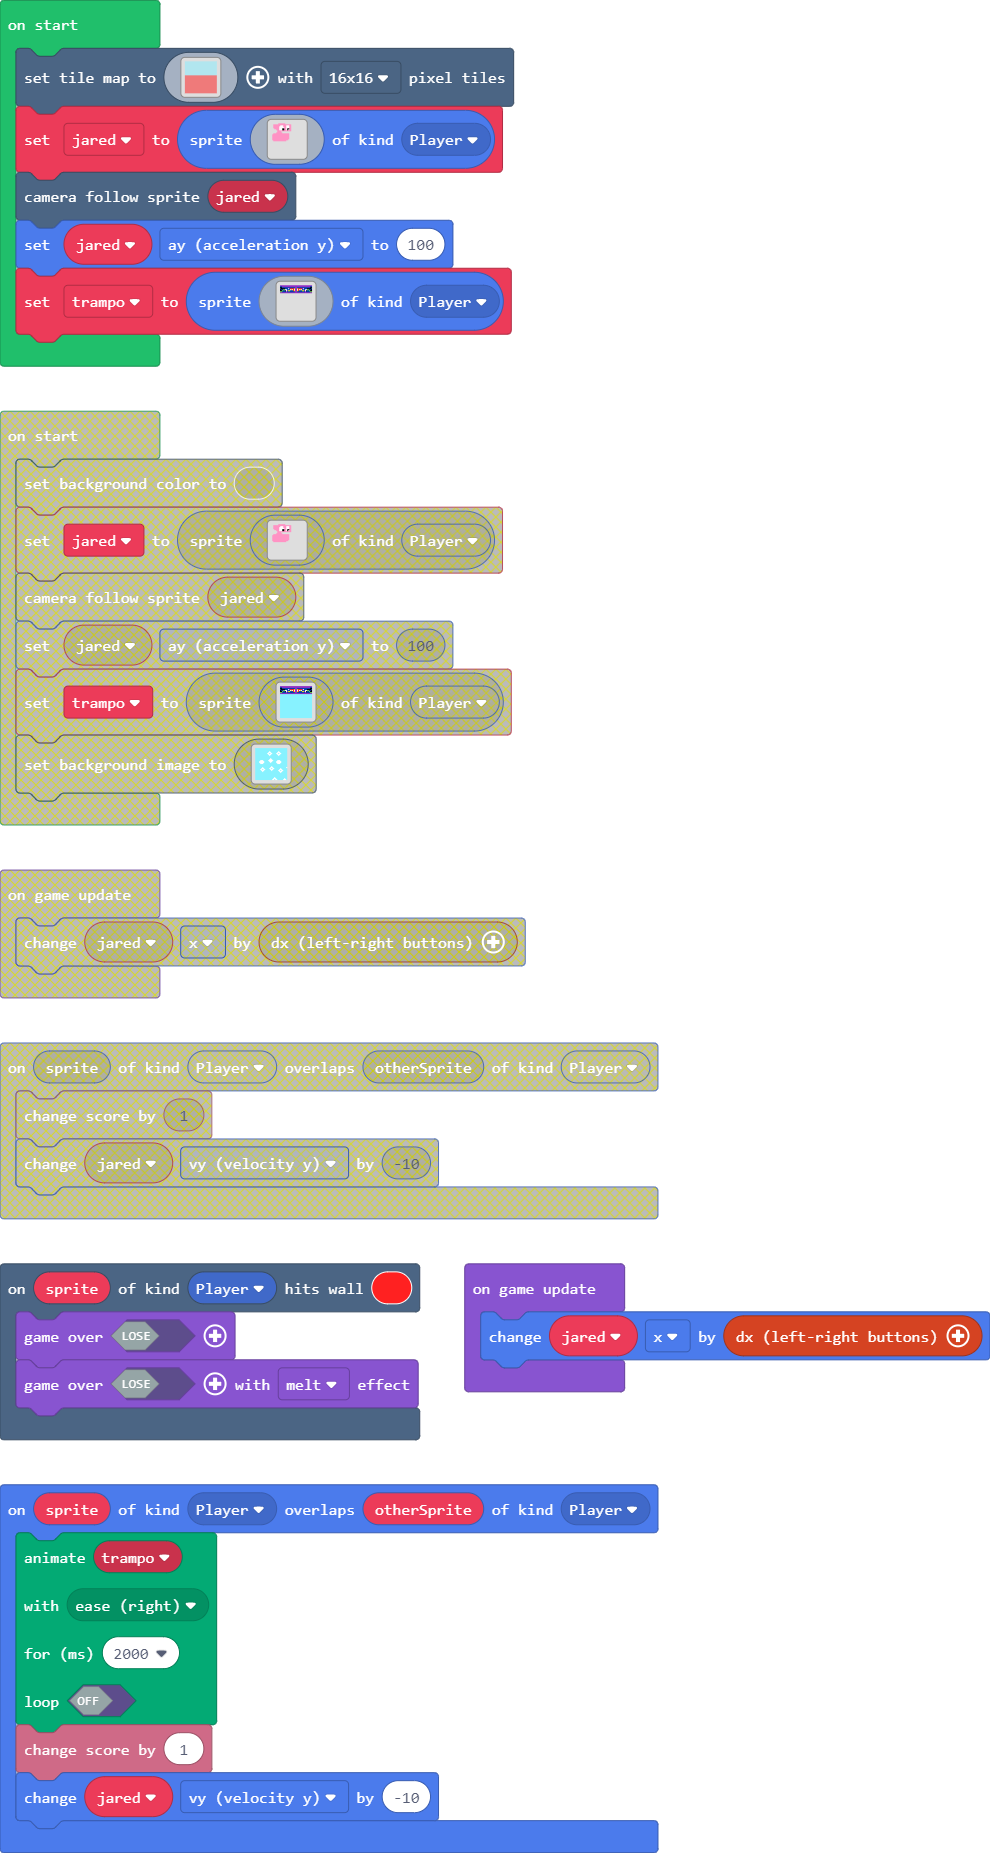 on start
set tile map to with 16x16 pixel tiles
set jared to sprite of kind Player
camera follow sprite jared
set jared ay (acceleration y) to 100
set trampo to sprite of kind Player
on start
set background color to
set jared to sprite of kind Player
camera follow sprite jared
set jared ay (acceleration y) to 100
set trampo to sprite of kind Player
set background image to
on game update
change jared x by dx (left-right buttons)
on sprite of kind Player overlaps otherSprite of kind Player
change score by 1
change jared vy (velocity y) by -10
on sprite of kind Player hits wall
game over LOSE
game over LOSE with melt effect
on game update
change jared x by dx (left-right buttons)
on sprite of kind Player overlaps otherSprite of kind Player
animate trampo
with ease (right)
for (ms) 2000
loop OFF
change score by 1
change jared vy (velocity y) by -10